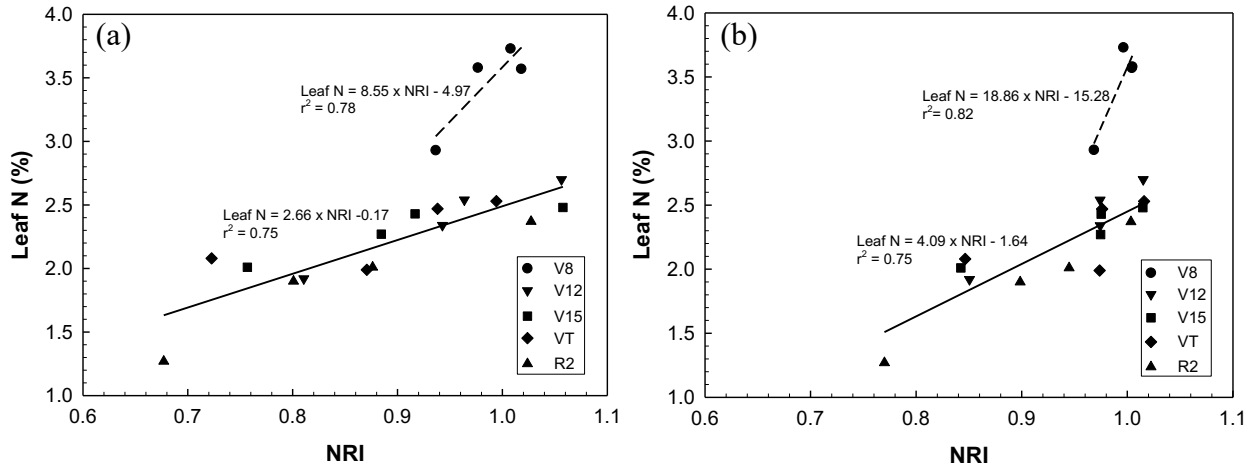 (a)
4.0
3.5
3.0
2.5
2.0
1.5
1.0
Leaf N (%)
Leaf N = 8.55 x NRI - 4.97
r² = 0.78
Leaf N = 2.66 x NRI -0.17
r² = 0.75
V8
V12
V15
VT
R2
0.6 0.7 0.8 0.9 1.0 1.1
NRI
(b)
4.0
3.5
3.0
2.5
2.0
1.5
1.0
Leaf N (%)
Leaf N = 18.86 x NRI - 15.28
r²= 0.82
Leaf N = 4.09 x NRI - 1.64
r² = 0.75
V8
V12
V15
VT
R2
0.6 0.7 0.8 0.9 1.0 1.1
NRI